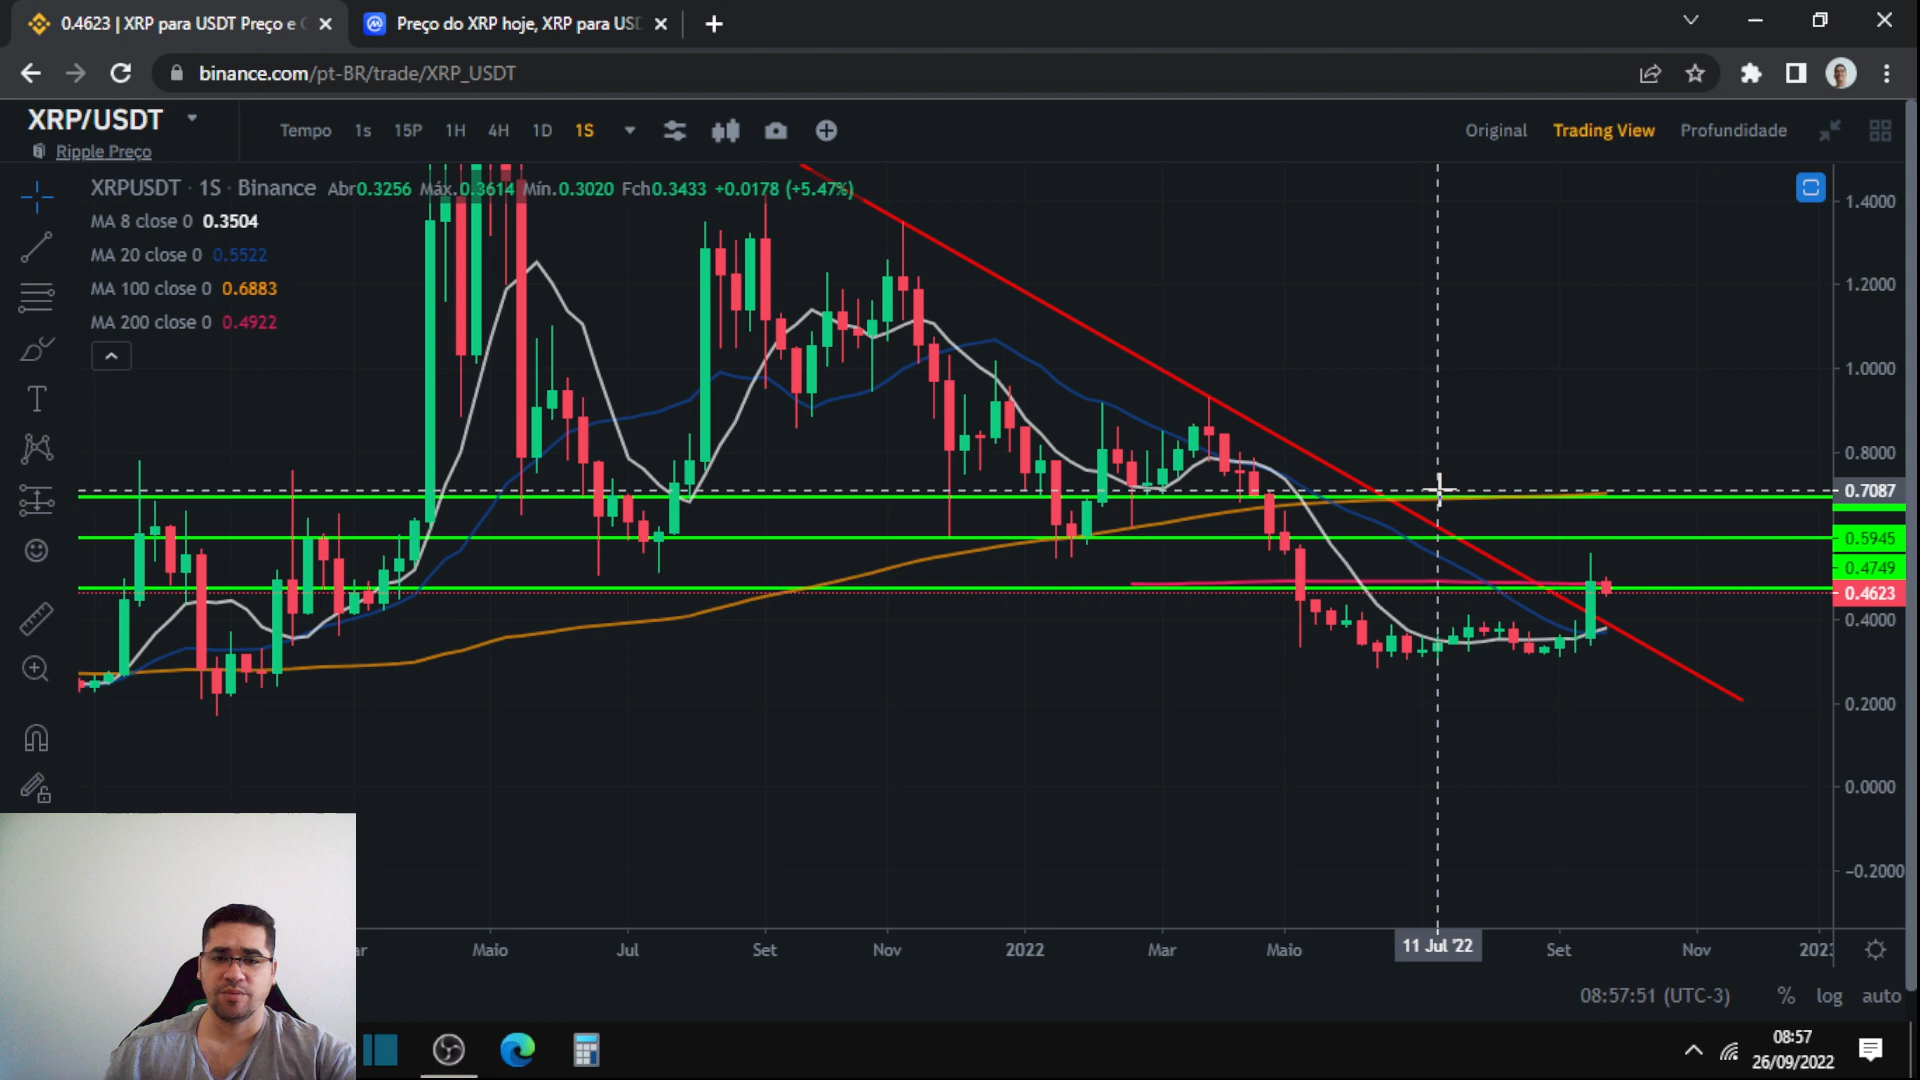 0.4623 | XRP para USDT Preço e
Preço do XRP hoje, XRP para USD
binance.com/pt-BR/trade/XRP_USDT
XRP/USDT
Ripple Preço
Tempo 1s 15P 1H 4H 1D 1S
Original Trading View Profundidade
XRPUSDT · 1S · Binance Abr0.3256 Máx.0.3614 Mín.0.3020 Fch0.3433 +0.0178 (+5.47%)
MA 8 close 0 0.3504
MA 20 close 0 0.5522
MA 100 close 0 0.6883
MA 200 close 0 0.4922
1.4000
1.2000
1.0000
0.8000
0.7087
0.5945
0.4749
0.4623
0.4000
0.2000
0.0000
-0.2000
Maio Jul Set Nov 2022 Mar Maio 11 Jul '22 Set Nov
08:57:51 (UTC-3) % log auto
08:57
26/09/2022